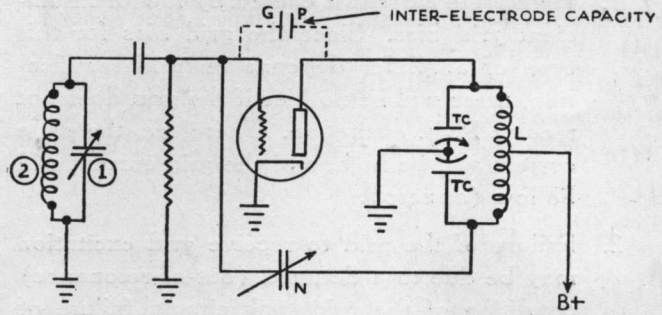 G P
INTER-ELECTRODE CAPACITY
TC
L
② ①
TC
N
B+